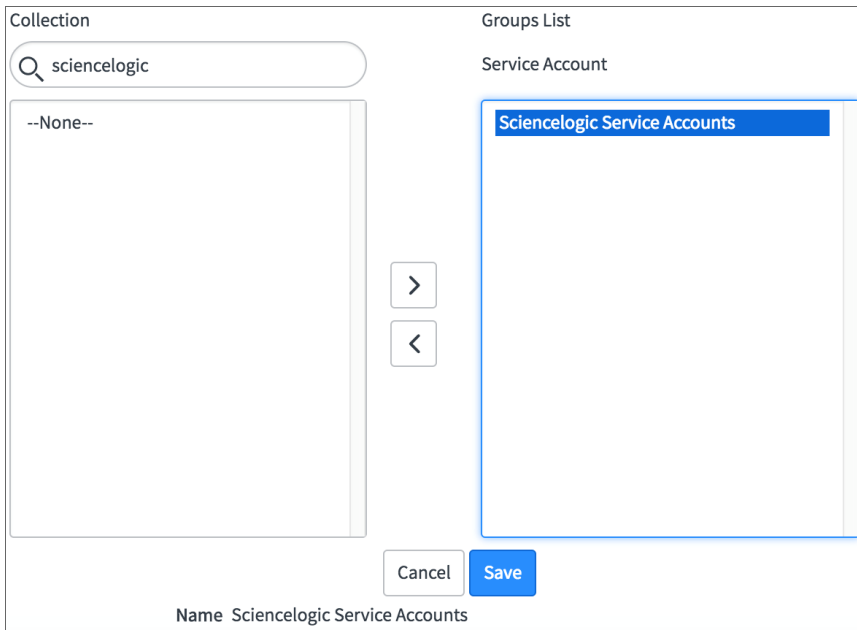 Collection
sciencelogic
--None--
Groups List
Service Account
Sciencelogic Service Accounts
Cancel
Save
Name Sciencelogic Service Accounts